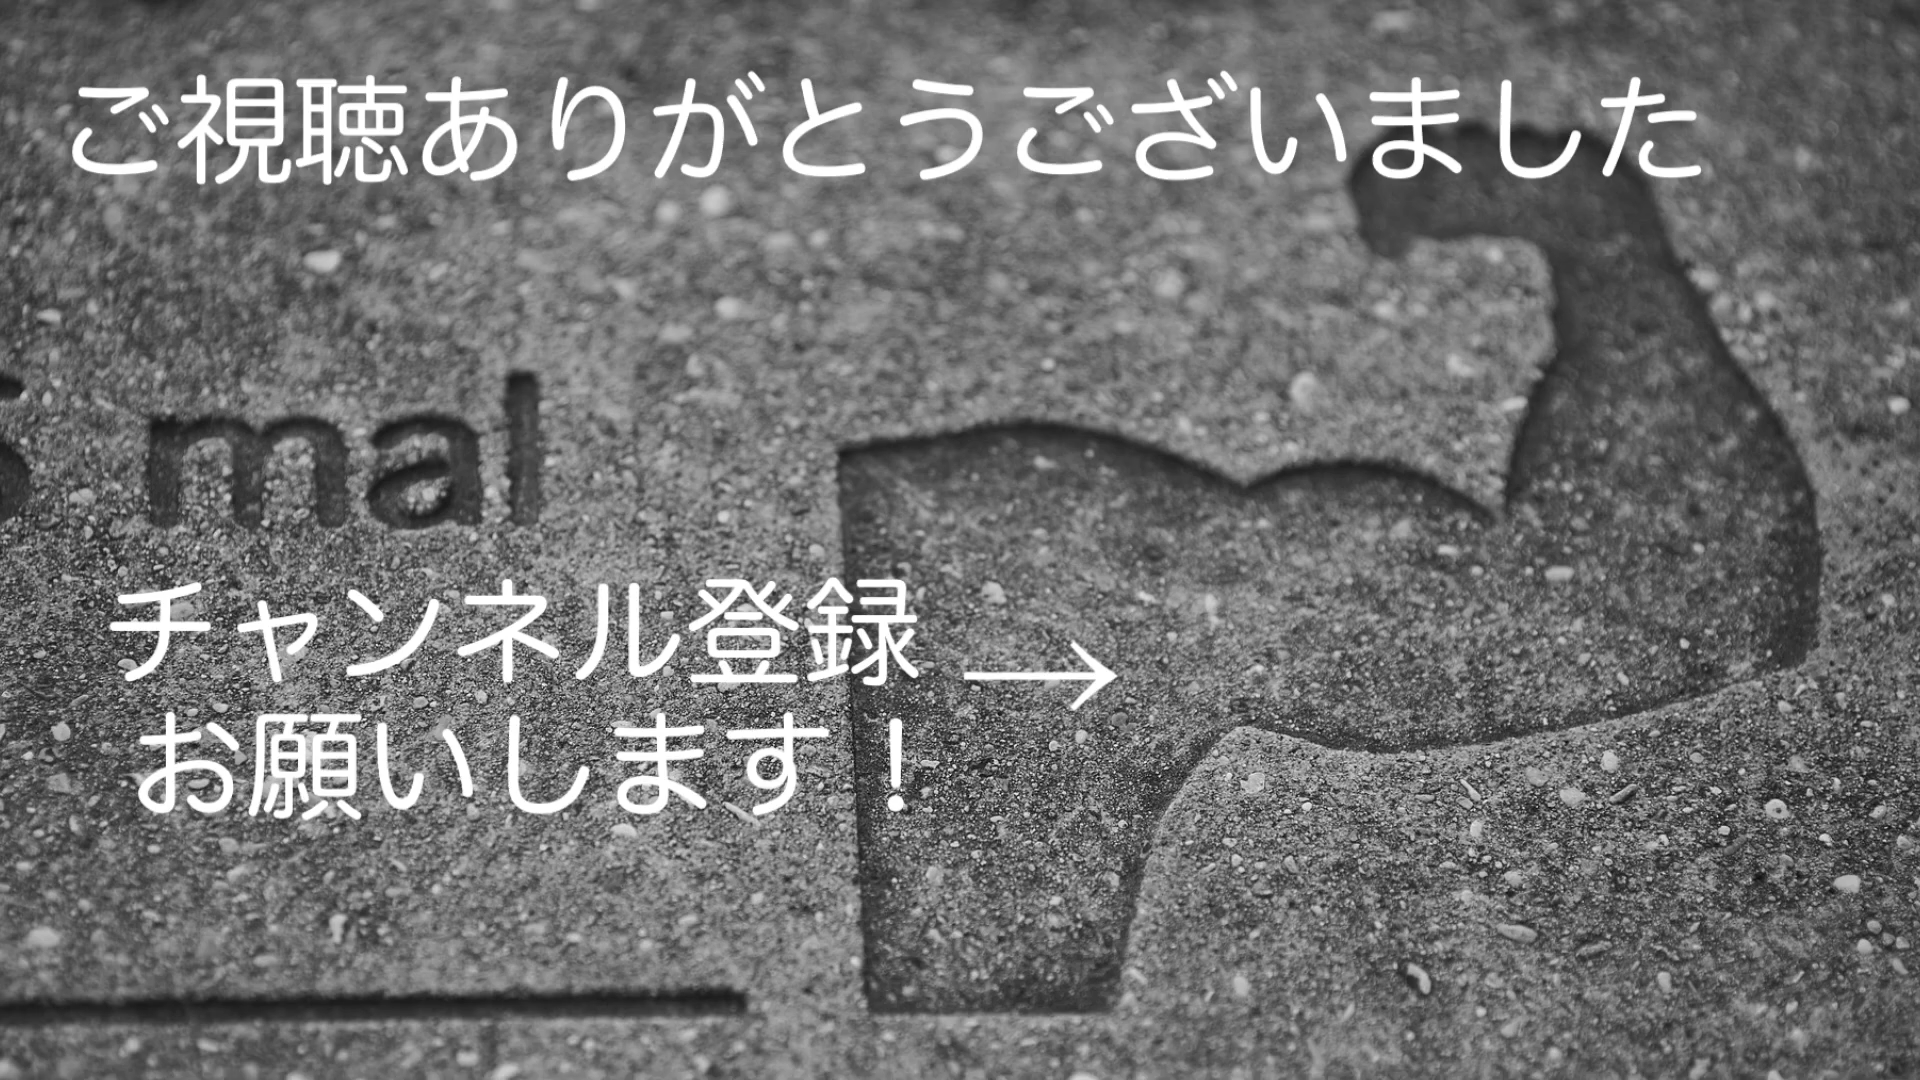 ご視聴ありがとうございました
mal
チャンネル登録 →
お願いします！